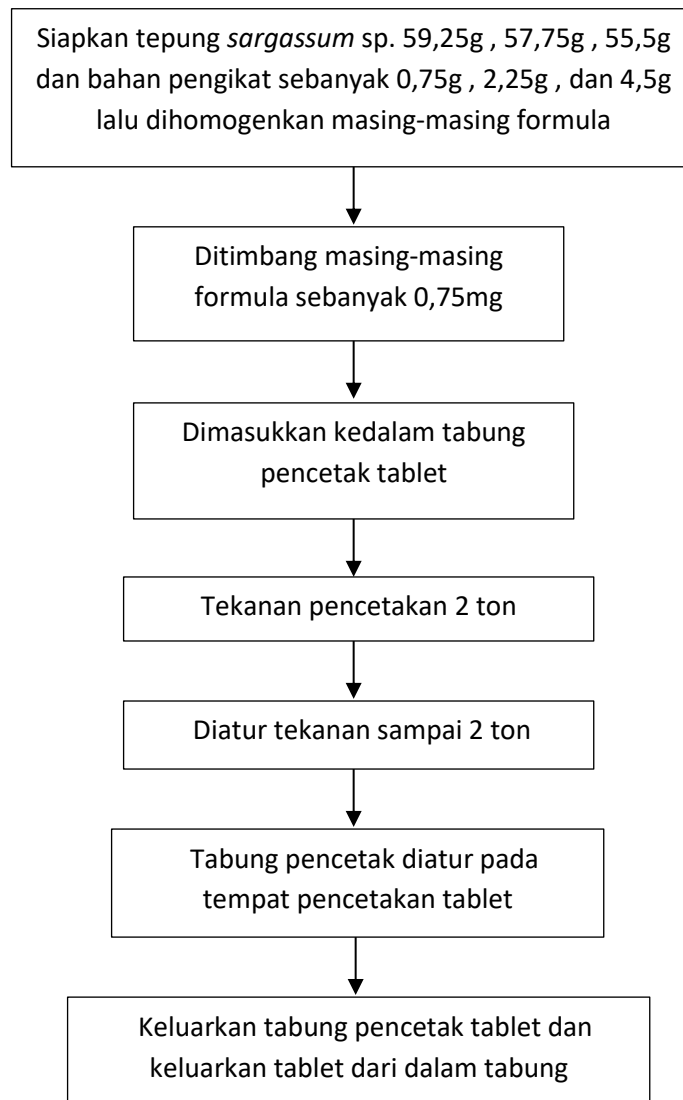 Siapkan tepung sargassum sp. 59,25g , 57,75g , 55,5g
dan bahan pengikat sebanyak 0,75g , 2,25g , dan 4,5g
lalu dihomogenkan masing-masing formula
Ditimbang masing-masing
formula sebanyak 0,75mg
Dimasukkan kedalam tabung
pencetak tablet
Tekanan pencetakan 2 ton
Diatur tekanan sampai 2 ton
Tabung pencetak diatur pada
tempat pencetakan tablet
Keluarkan tabung pencetak tablet dan
keluarkan tablet dari dalam tabung